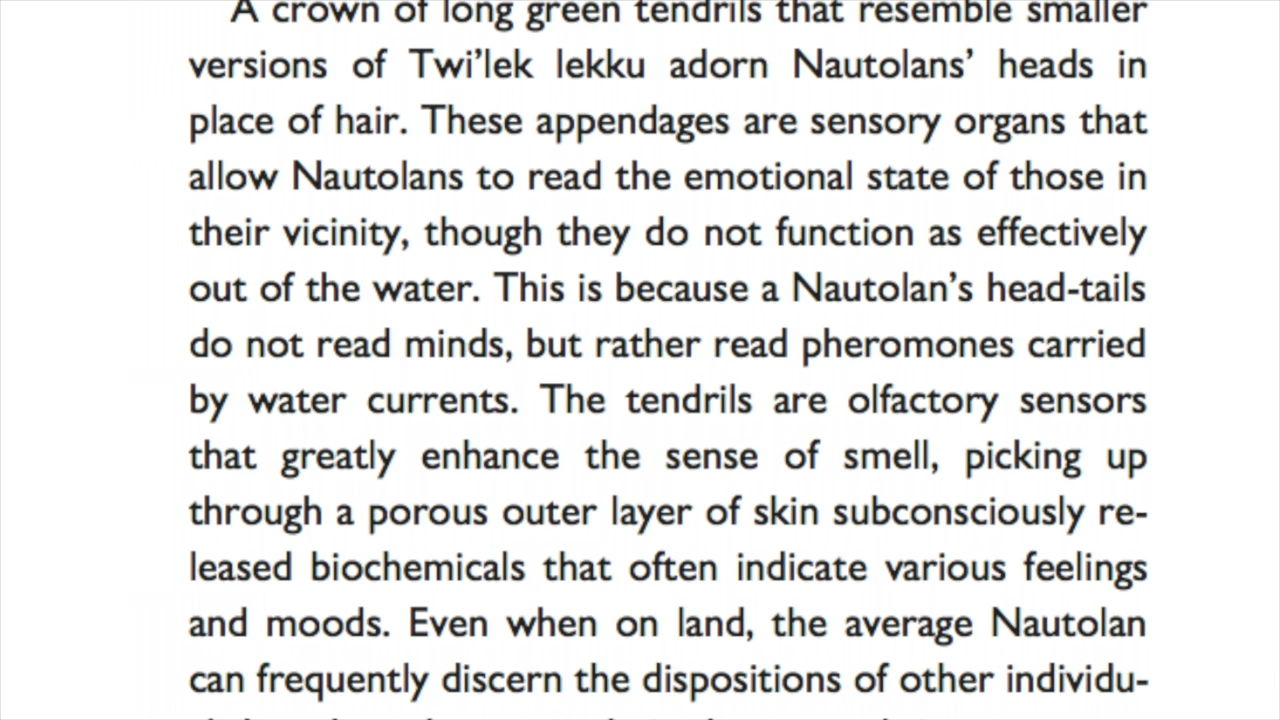 A crown of long green tendrils that resemble smaller
versions of Twi’lek lekku adorn Nautolans’ heads in
place of hair. These appendages are sensory organs that
allow Nautolans to read the emotional state of those in
their vicinity, though they do not function as effectively
out of the water. This is because a Nautolan’s head-tails
do not read minds, but rather read pheromones carried
by water currents. The tendrils are olfactory sensors
that greatly enhance the sense of smell, picking up
through a porous outer layer of skin subconsciously re-
leased biochemicals that often indicate various feelings
and moods. Even when on land, the average Nautolan
can frequently discern the dispositions of other individu-